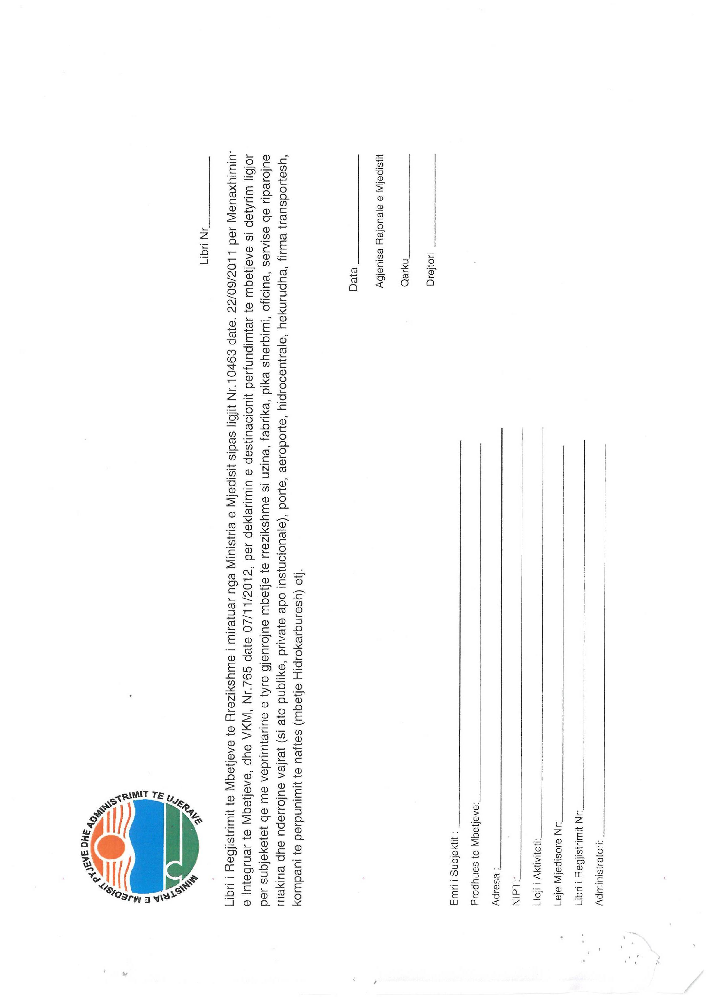 MINISTRIA E MJEDISIT PYJEVE DHE ADMINISTRIMIT TE UJERAVE
Libri Nr
Libri i Regjistrimit te Mbetjeve te Rrezikshme i miratuar nga Ministria e Mjedisit sipas ligjit Nr.10463 date. 22/09/2011 per Menaxhimin
e Integruar te Mbetjeve, dhe VKM, Nr.765 date 07/11/2012, per deklarimin e destinacionit perfundimtar te mbetjeve si detyrim ligjor
per subjeketet qe me veprimtarine e tyre gjenrojne mbetje te rrezikshme si uzina, fabrika, pika sherbimi, oficina, servise qe riparojne
makina dhe nderrojne vajrat (si ato publike, private apo instucionale), porte, aeroporte, hidrocentrale, hekurudha, firma transportesh,
kompani te perpunimit te naftes (mbetje Hidrokarburesh) etj.
Data
Agjenisa Rajonale e Mjedistit
Qarku
Drejtori
Emri i Subjektit :
Prodhues te Mbetjeve:
Adresa :
NIPT:
Lloji i Aktiviteti:
Leje Mjedisore Nr:
Libri i Regjistrimit Nr:
Administratori: